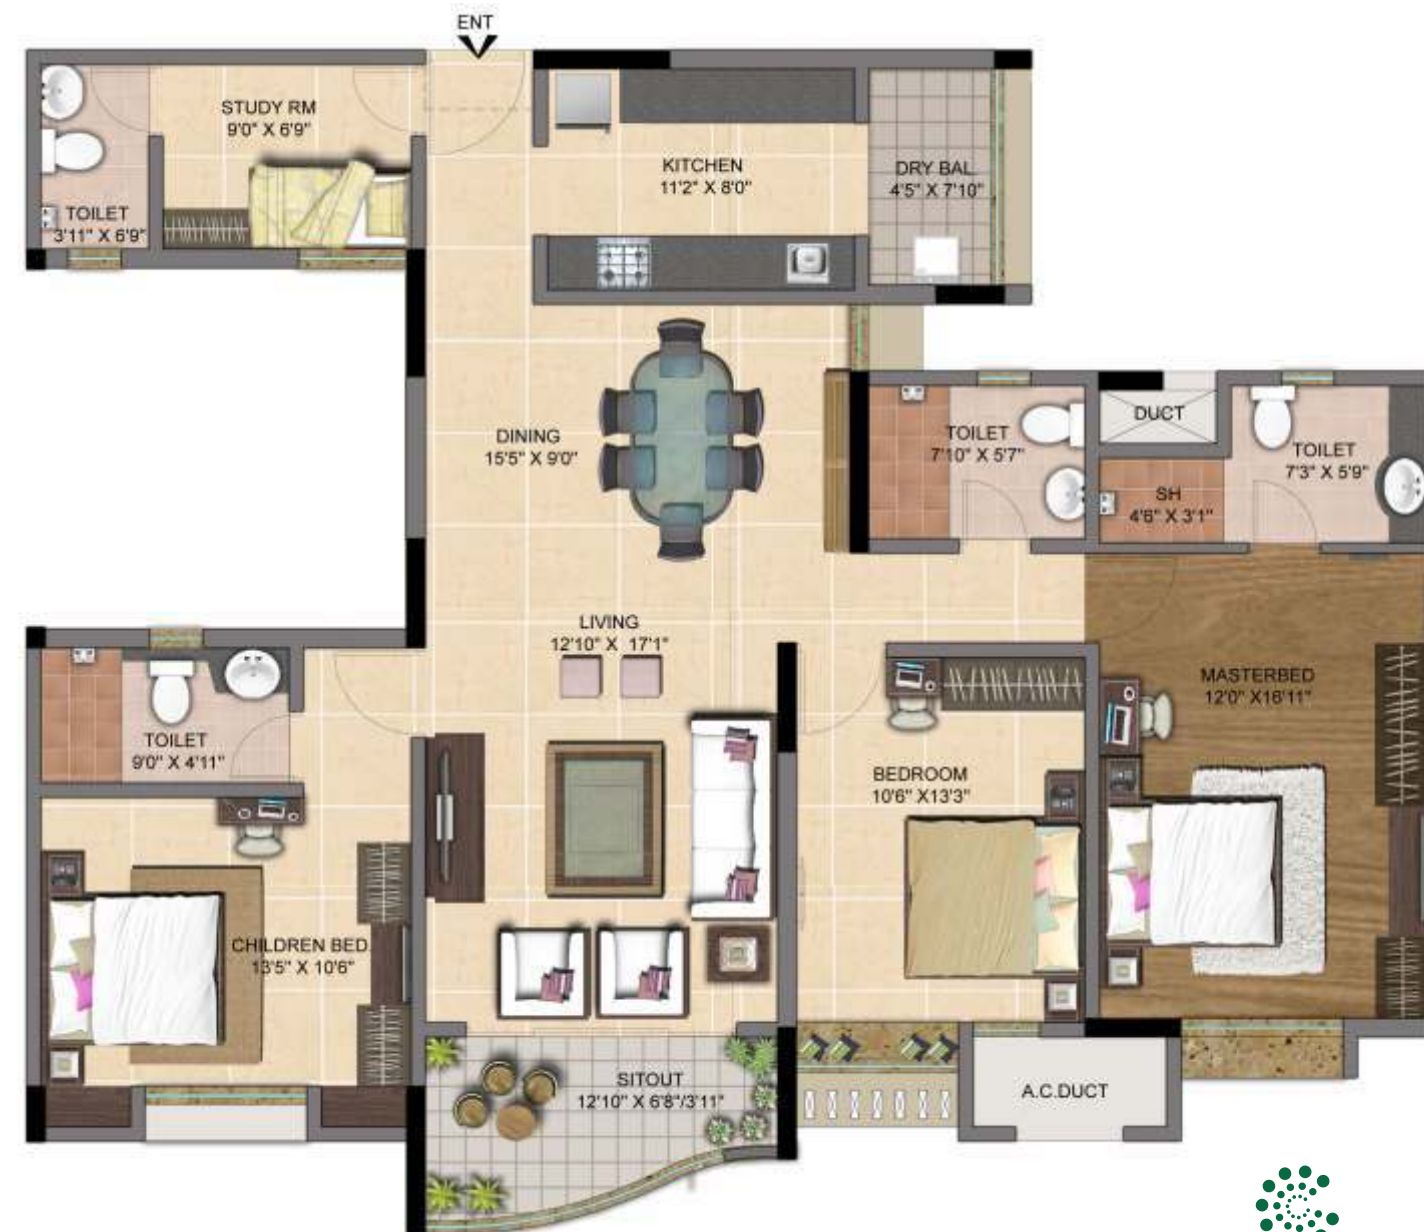 ENT
STUDY RM
9'0" X 6'9"
TOILET
3'11" X 6'9"
KITCHEN
11'2" X 8'0"
DRY BAL
4'5" X 7'10"
DINING
15'5" X 9'0"
TOILET
7'10" X 5'7"
DUCT
TOILET
7'3" X 5'9"
SH
4'6" X 3'1"
LIVING
12'10" X 17'1"
TOILET
9'0" X 4'11"
MASTERBED
12'0" X16'11"
BEDROOM
10'6" X13'3"
CHILDREN BED
13'5" X 10'6"
SITOUT
12'10" X 6'8"/3'11"
A.C.DUCT